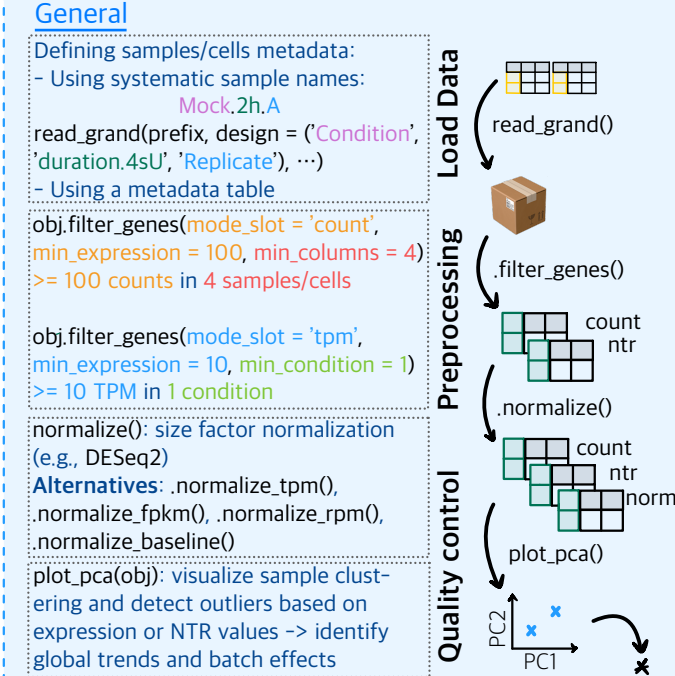 General
Defining samples/cells metadata:
- Using systematic sample names:
Mock.2h.A
read_grand(prefix, design = ('Condition',
'duration.4sU', 'Replicate'), ⋯)
- Using a metadata table
obj.filter_genes(mode_slot = 'count',
min_expression = 100, min_columns = 4)
>= 100 counts in 4 samples/cells
obj.filter_genes(mode_slot = 'tpm',
min_expression = 10, min_condition = 1)
>= 10 TPM in 1 condition
normalize(): size factor normalization
(e.g., DESeq2)
Alternatives: .normalize_tpm(),
.normalize_fpkm(), .normalize_rpm(),
.normalize_baseline()
plot_pca(obj): visualize sample clust-
ering and detect outliers based on
expression or NTR values -> identify
global trends and batch effects
Load Data
Preprocessing
Quality control
read_grand()
.filter_genes()
count
ntr
.normalize()
count
ntr
norm
plot_pca()
PC2
PC1